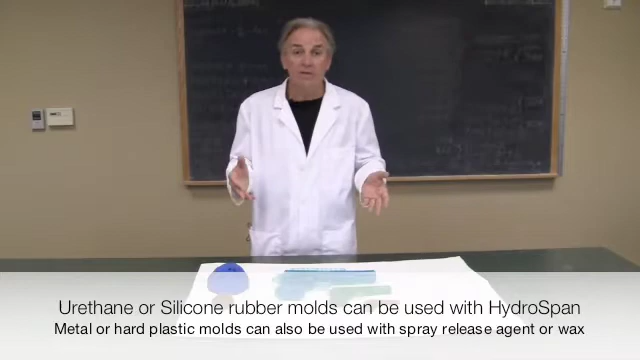 Urethane or Silicone rubber molds can be used with HydroSpan
Metal or hard plastic molds can also be used with spray release agent or wax